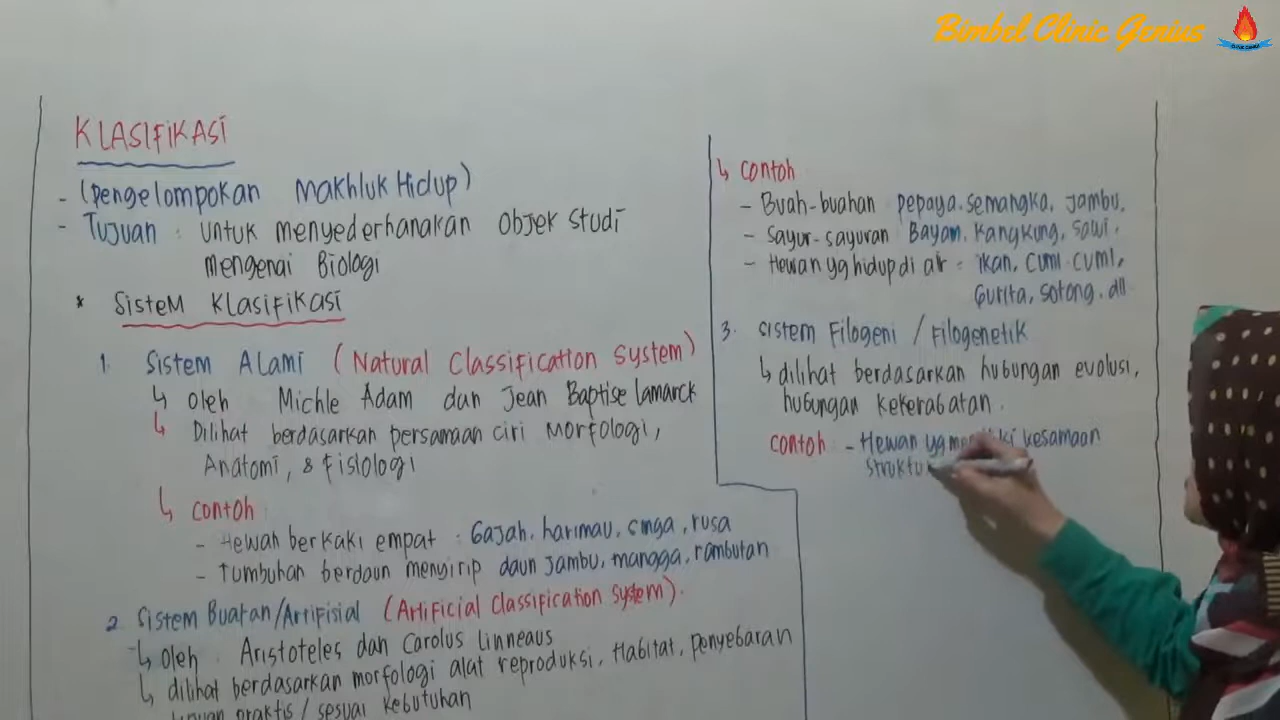 Bimbel Clinic Genius
KLASIFIKASI
- (Pengelompokan Makhluk Hidup)
- Tujuan : untuk menyederhanakan objek studi
mengenai Biologi
* Sistem Klasifikasi
1. Sistem Alami (Natural Classification System)
↳ oleh Michle Adam dan Jean Baptise Lamarck
↳ Dilihat berdasarkan persamaan ciri Morfologi,
Anatomi, & Fisiologi
↳ contoh
- Hewan berkaki empat : Gajah, harimau, singa, rusa
- Tumbuhan berdaun menyirip daun jambu, mangga, rambutan
2. Sistem Buatan/Artifisial (Artificial Classification System).
↳ oleh : Aristoteles dan Carolus Linneaus
↳ dilihat berdasarkan morfologi alat reproduksi, Habitat, penyebaran
praktis / sesuai kebutuhan
↳ contoh
- Buah-buahan pepaya. semangka, jambu,
- Sayur-sayuran Bayam, Kangkung, sawi.
- Hewan yg hidup di air = ikan, cumi-cumi,
Gurita, sotong, dll
3. Sistem Filogeni / Filogenetik
↳ dilihat berdasarkan hubungan evolusi,
hubungan kekerabatan.
contoh - Hewan yg kesamaan